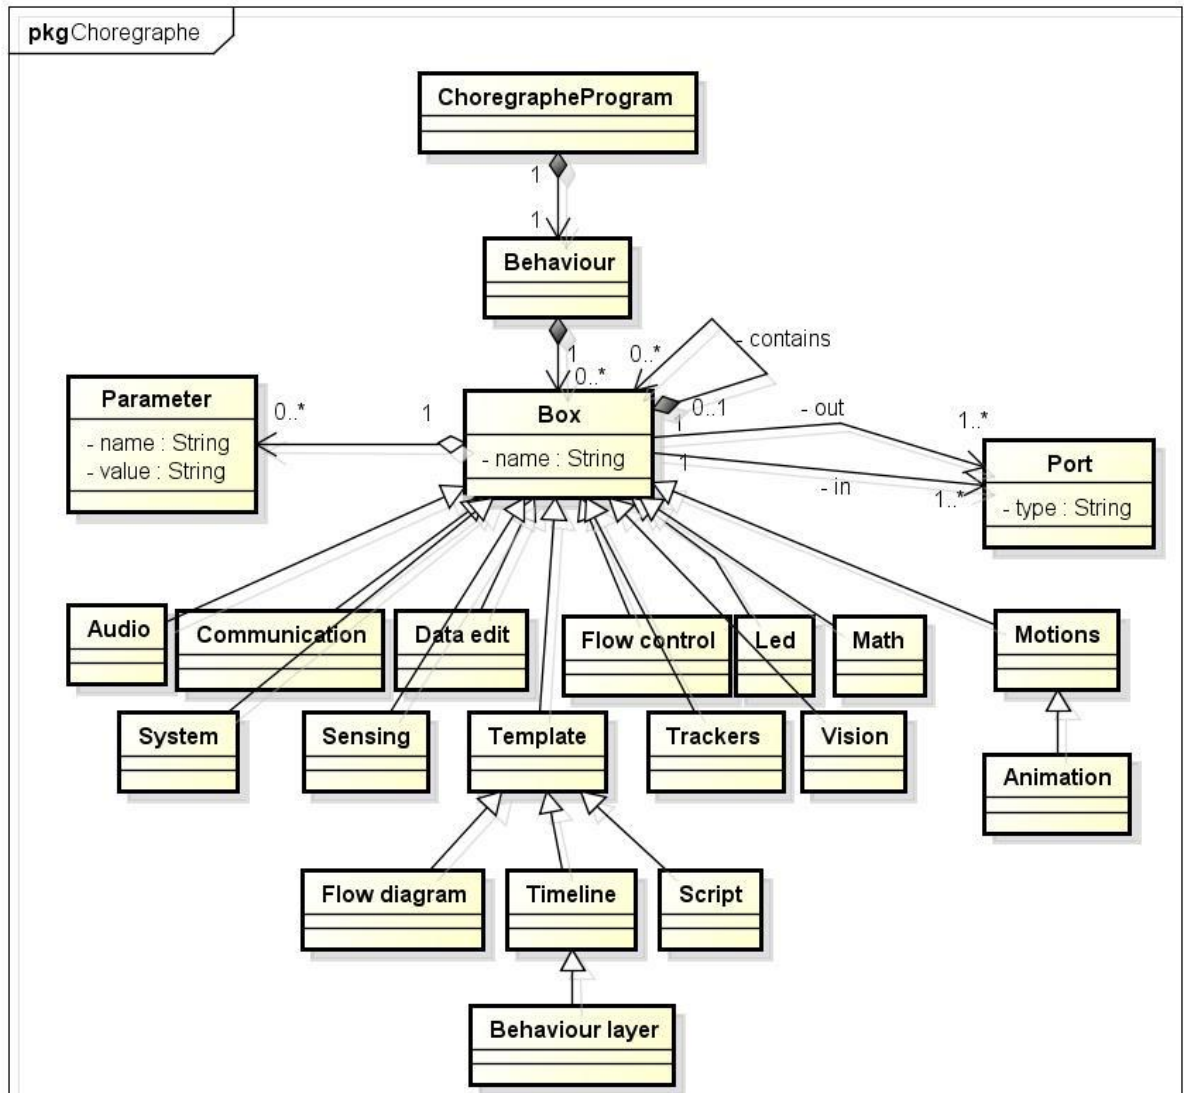 pkg Choregraphe
ChoregrapheProgram
1
1
Behaviour
1
0..*
- contains
0..*
0..1
Parameter
- name : String
- value : String
0..*
1
Box
- name : String
- out
1..*
1
1
- in
1..*
Port
- type : String
Audio
Communication
Data edit
Flow control
Led
Math
Motions
System
Sensing
Template
Trackers
Vision
Animation
Flow diagram
Timeline
Script
Behaviour layer